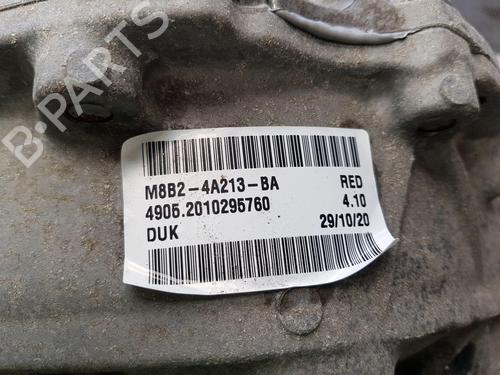 B-PARTS
M8B2-4A213-BA RED
4905.2010295760 4.10
DUK 29/10/20